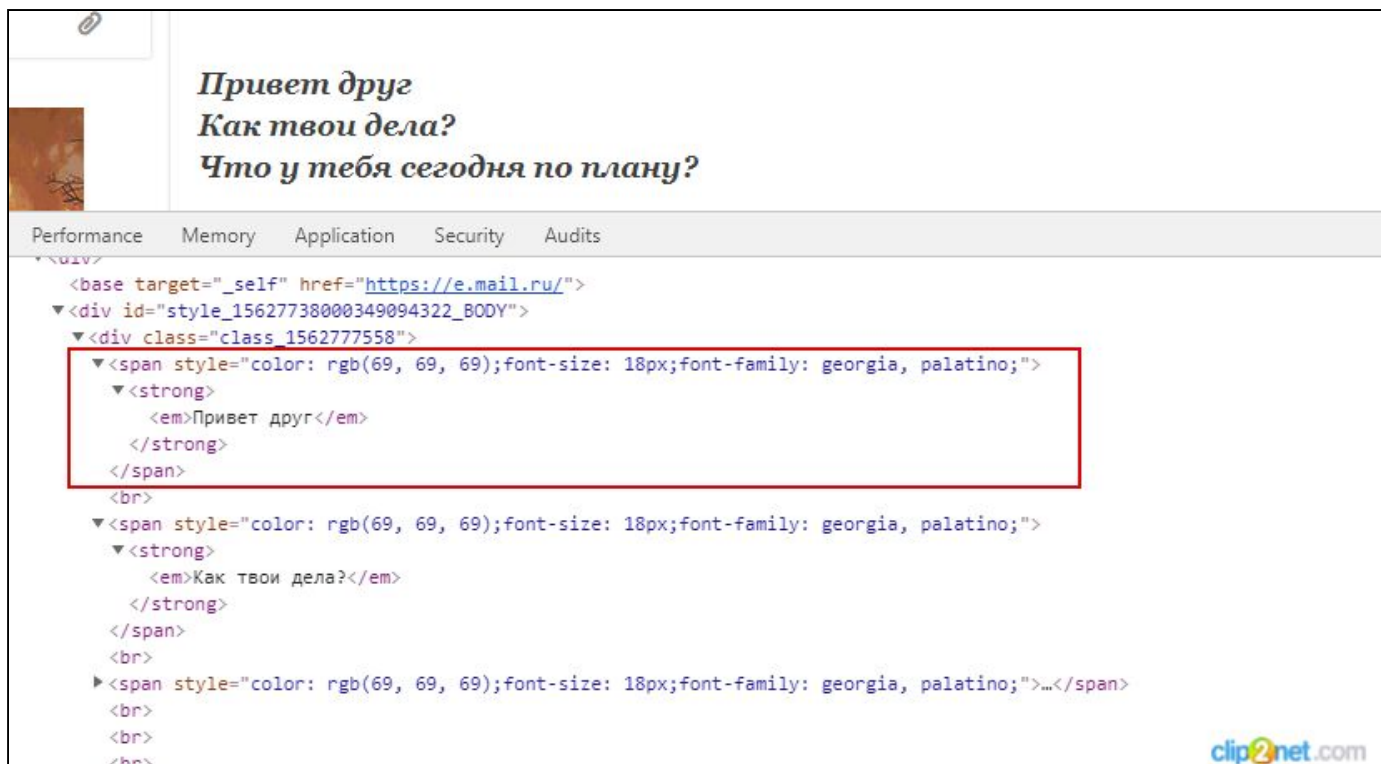 Привет друг
Как твои дела?
Что у тебя сегодня по плану?
Performance Memory Application Security Audits
▼<div>
<base target="_self" href="https://e.mail.ru/">
▼<div id="style_15627738000349094322_BODY">
▼<div class="class_1562777558">
▼<span style="color: rgb(69, 69, 69);font-size: 18px;font-family: georgia, palatino;">
▼<strong>
<em>Привет друг</em>
</strong>
</span>
<br>
▼<span style="color: rgb(69, 69, 69);font-size: 18px;font-family: georgia, palatino;">
▼<strong>
<em>Как твои дела?</em>
</strong>
</span>
<br>
▶<span style="color: rgb(69, 69, 69);font-size: 18px;font-family: georgia, palatino;">…</span>
<br>
<br>
<br>
clip2net.com